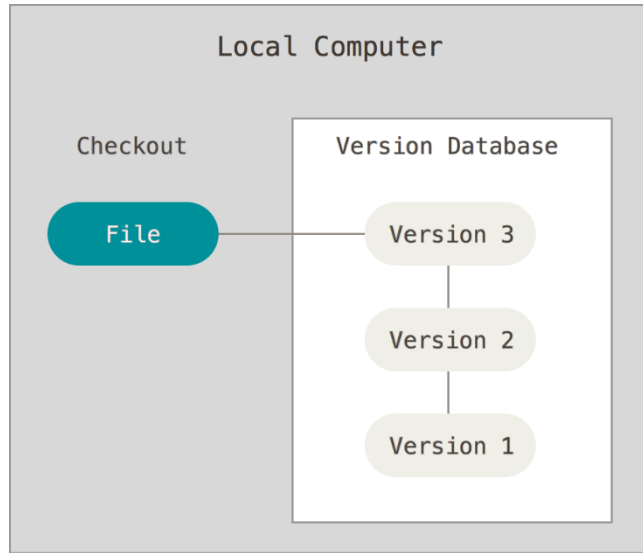 Local Computer
Checkout
Version Database
File
Version 3
Version 2
Version 1